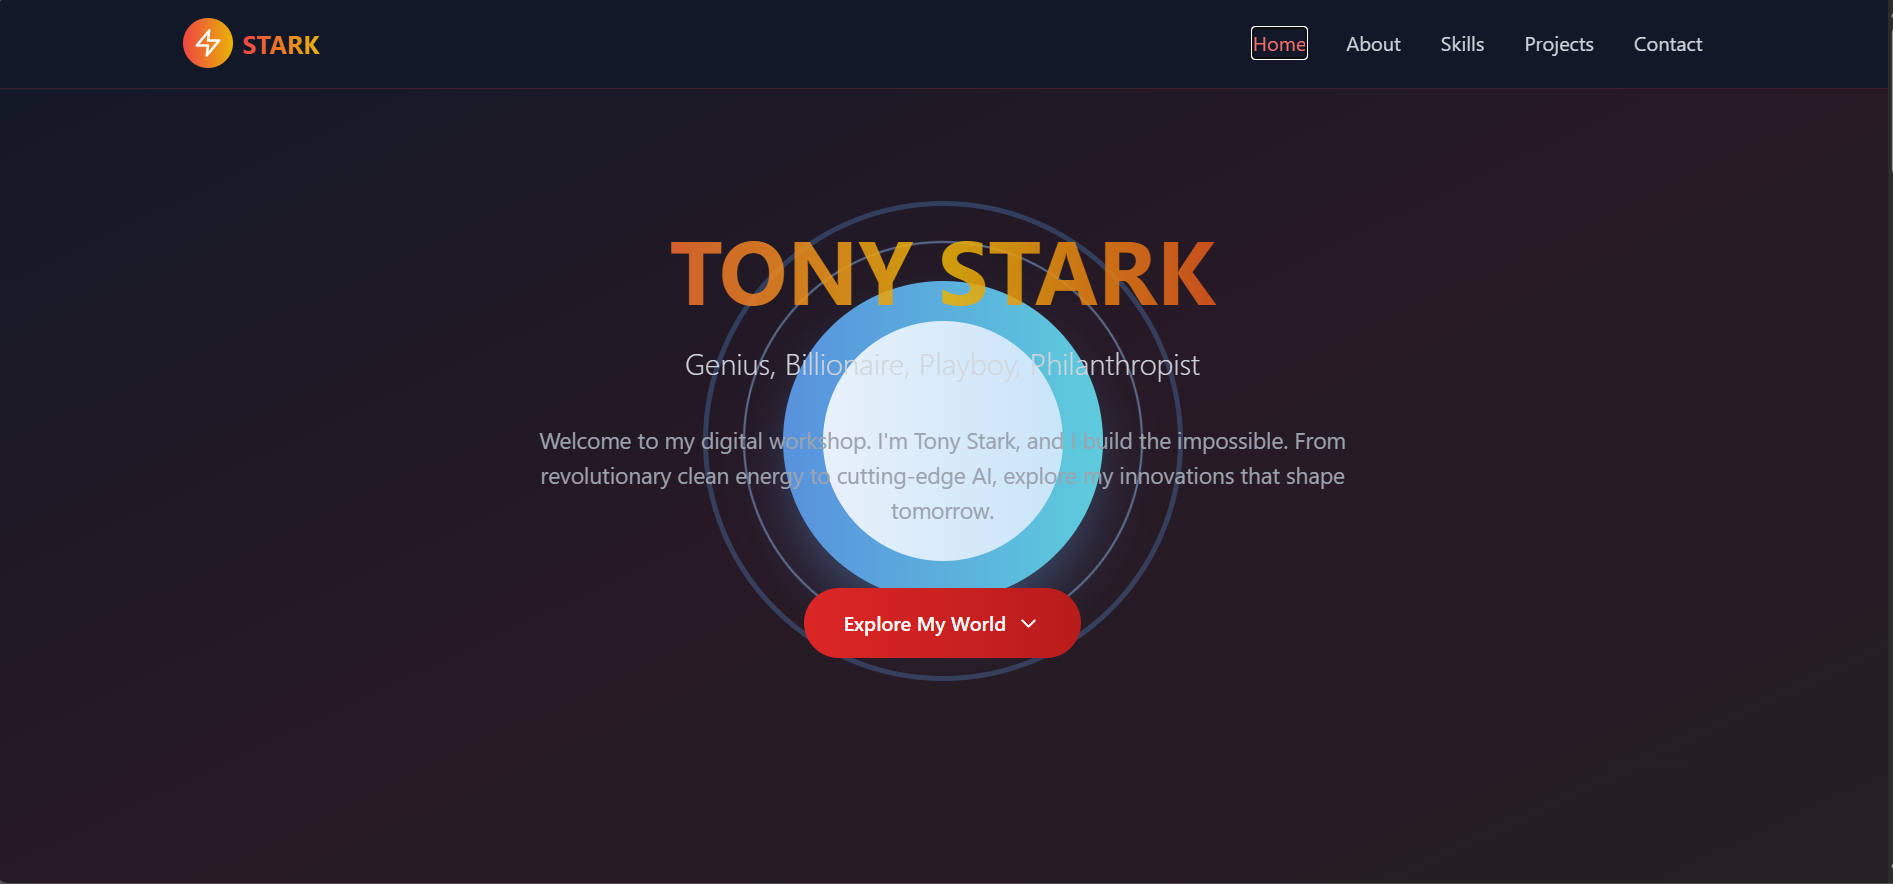 STARK
Home About Skills Projects Contact
TONY STARK
Genius, Billionaire, Playboy, Philanthropist
Welcome to my digital workshop. I'm Tony Stark, and I build the impossible. From
revolutionary clean energy to cutting-edge AI, explore my innovations that shape
tomorrow.
Explore My World